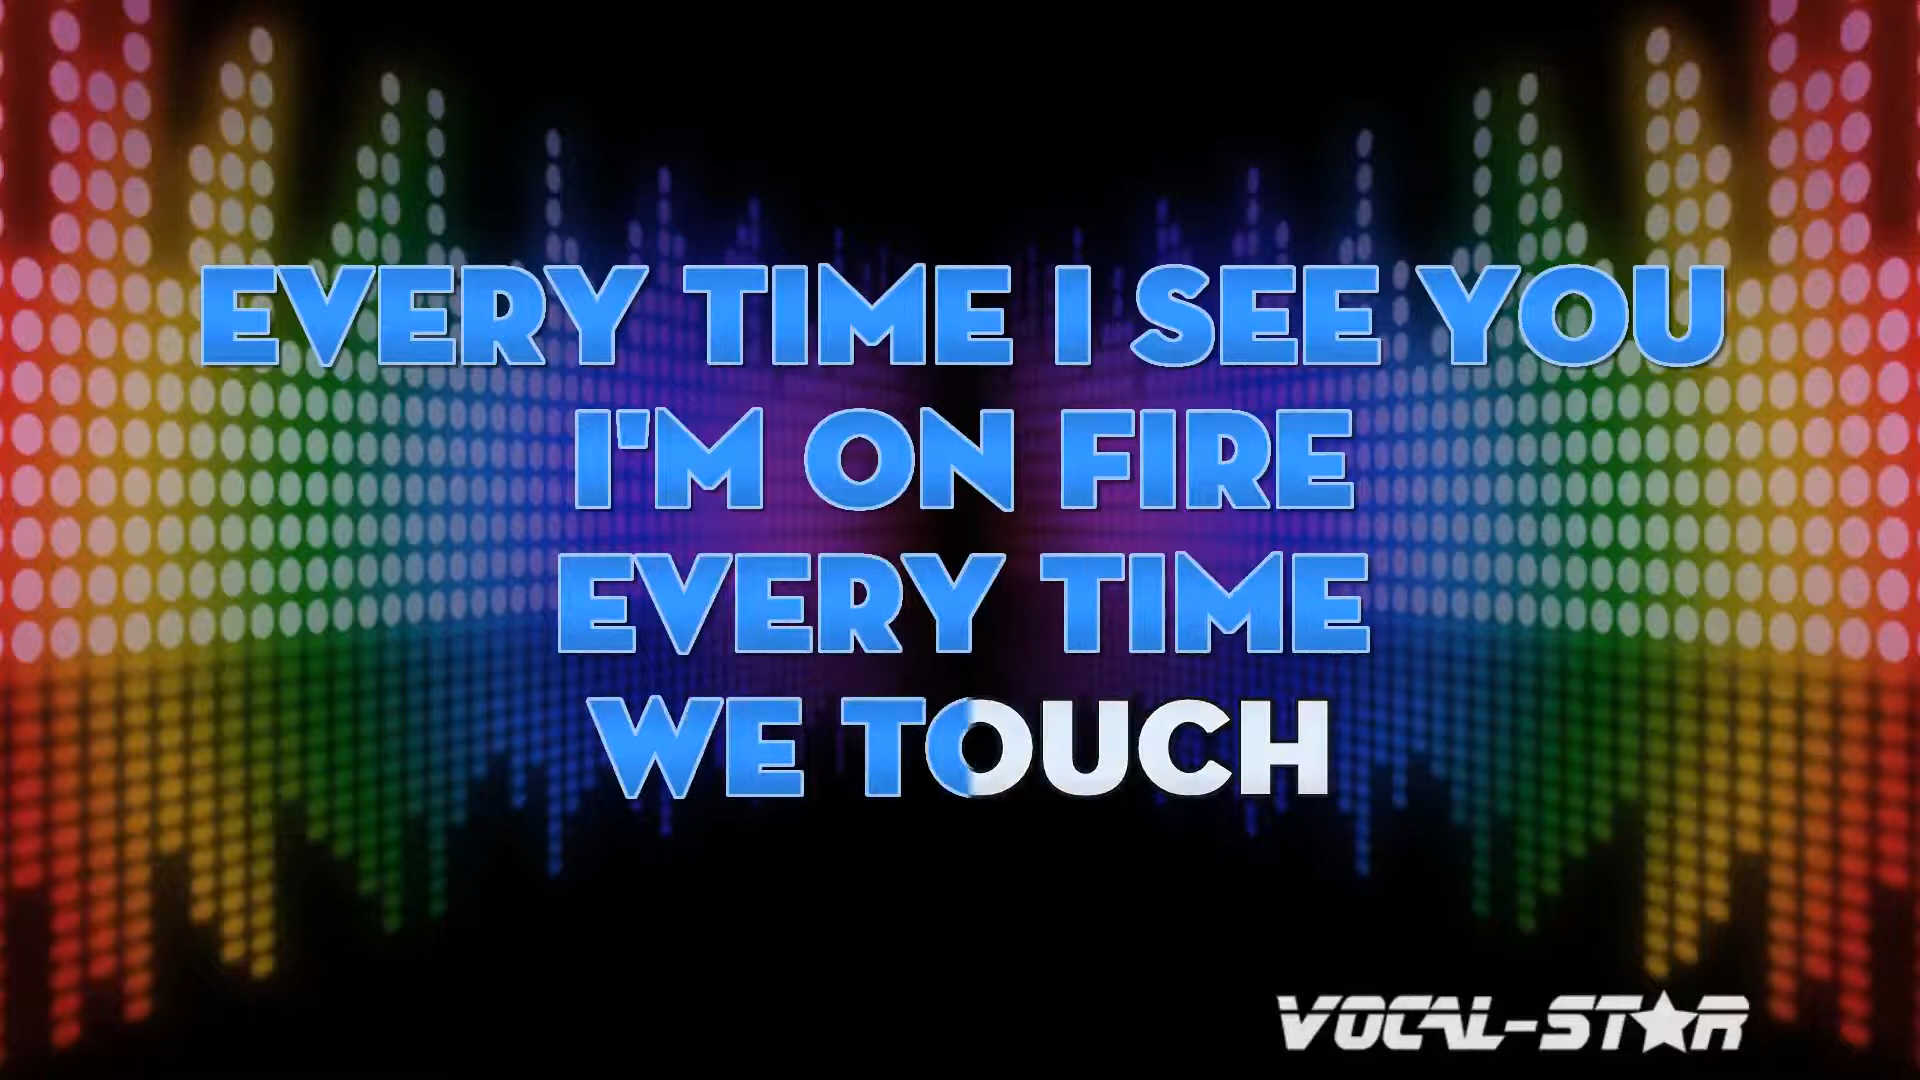 EVERY TIME I SEE YOU
I'M ON FIRE
EVERY TIME
WE TOUCH
VOCAL-STAR